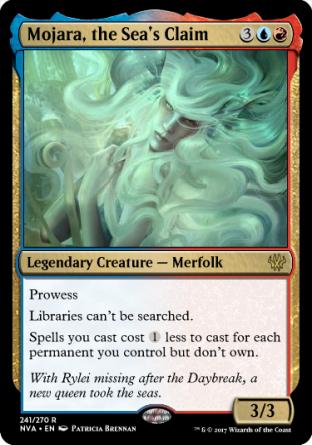 Mojara, the Sea's Claim 3
Legendary Creature — Merfolk
Prowess
Libraries can't be searched.
Spells you cast cost 1 less to cast for each
permanent you control but don't own.
With Rylei missing after the Daybreak, a
new queen took the seas.
3/3
241/270 R
NVA • EN Patricia Brennan
™ & © 2017 Wizards of the Coast